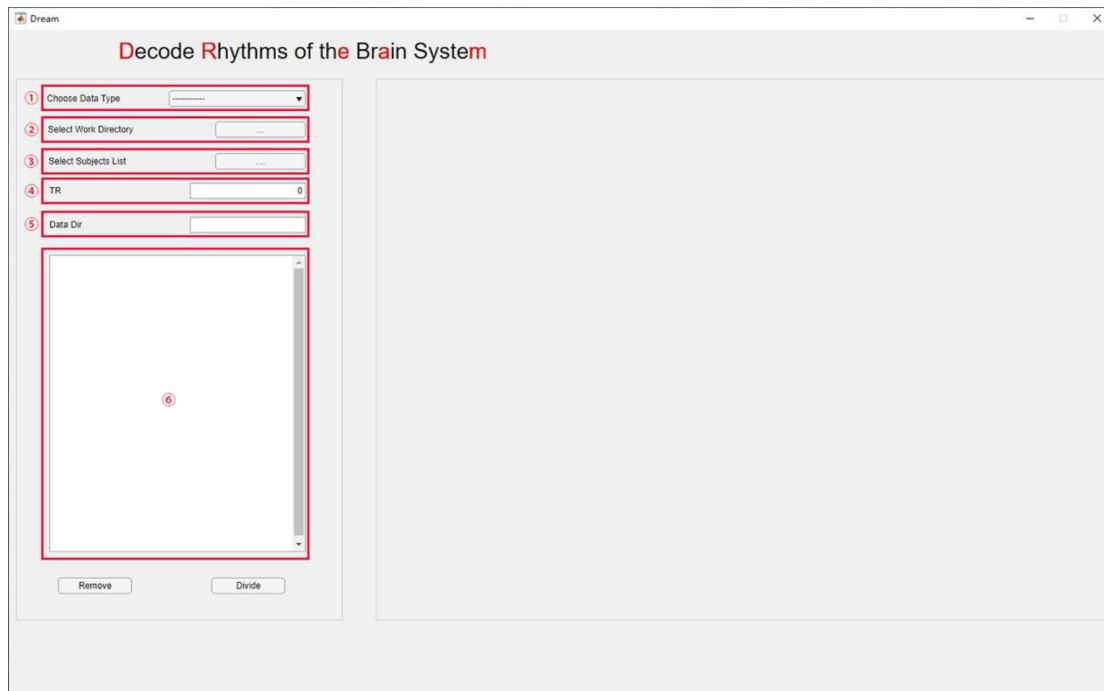 Dream
Decode Rhythms of the Brain System
① Choose Data Type ------------
② Select Work Directory ...
③ Select Subjects List ....
④ TR 0
⑤ Data Dir
⑥
Remove Divide